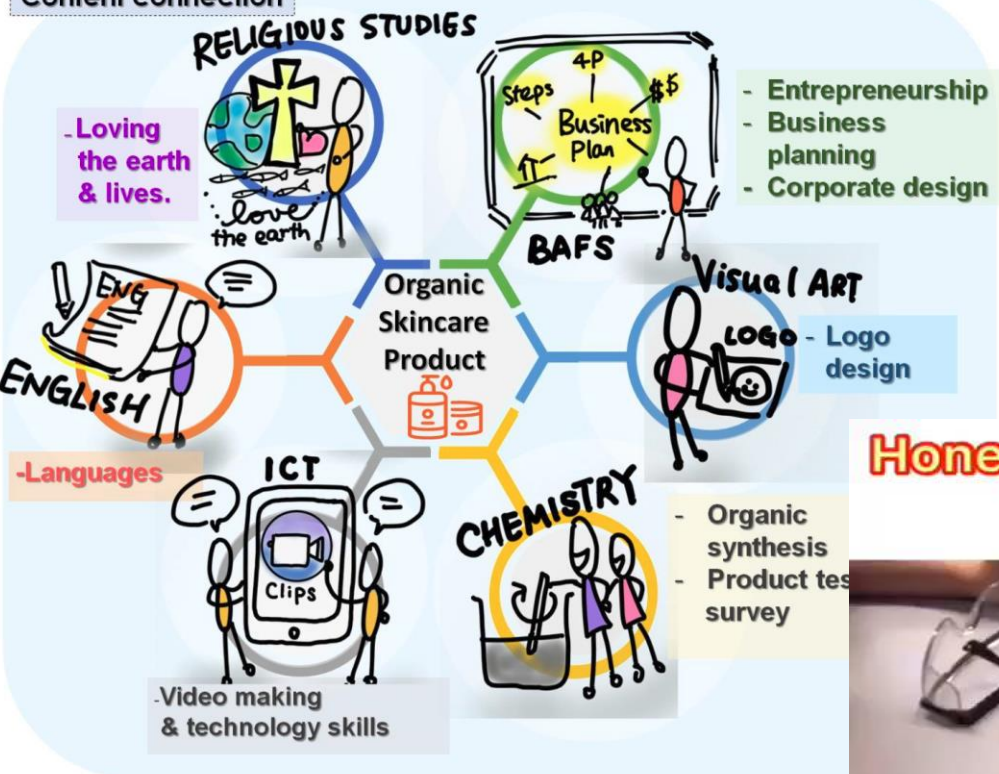 Content connection
RELIGIOUS STUDIES
- Loving
the earth
& lives.
love
the earth
4P
Steps
$$
Business
Plan
BAFS
- Entrepreneurship
- Business
planning
- Corporate design
Organic
Skincare
Product
Visual ART
LOGO
- Logo
design
ENG
ENGLISH
-Languages
ICT
Clips
-Video making
& technology skills
CHEMISTRY
- Organic
synthesis
- Product
survey